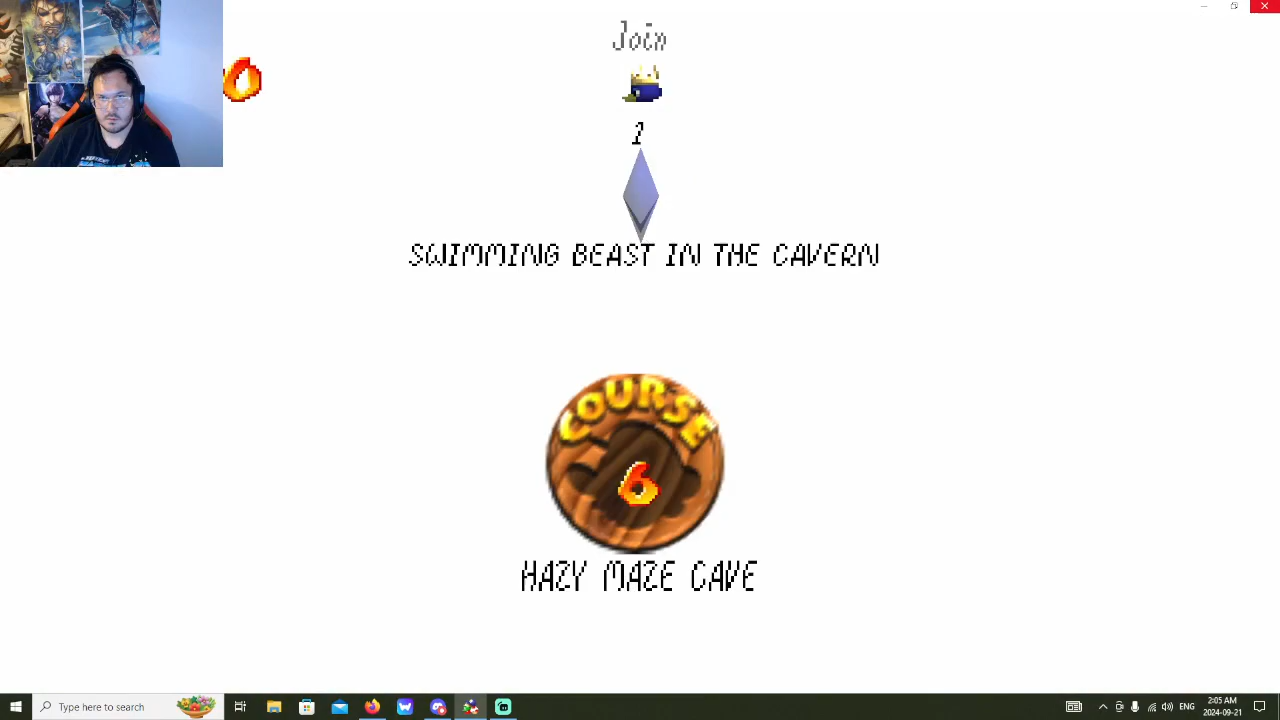 Join
0
1
SWIMMING BEAST IN THE CAVERN
COURSE
6
HAZY MAZE CAVE
Type here to search
ENG
2:05 AM
2024-09-21